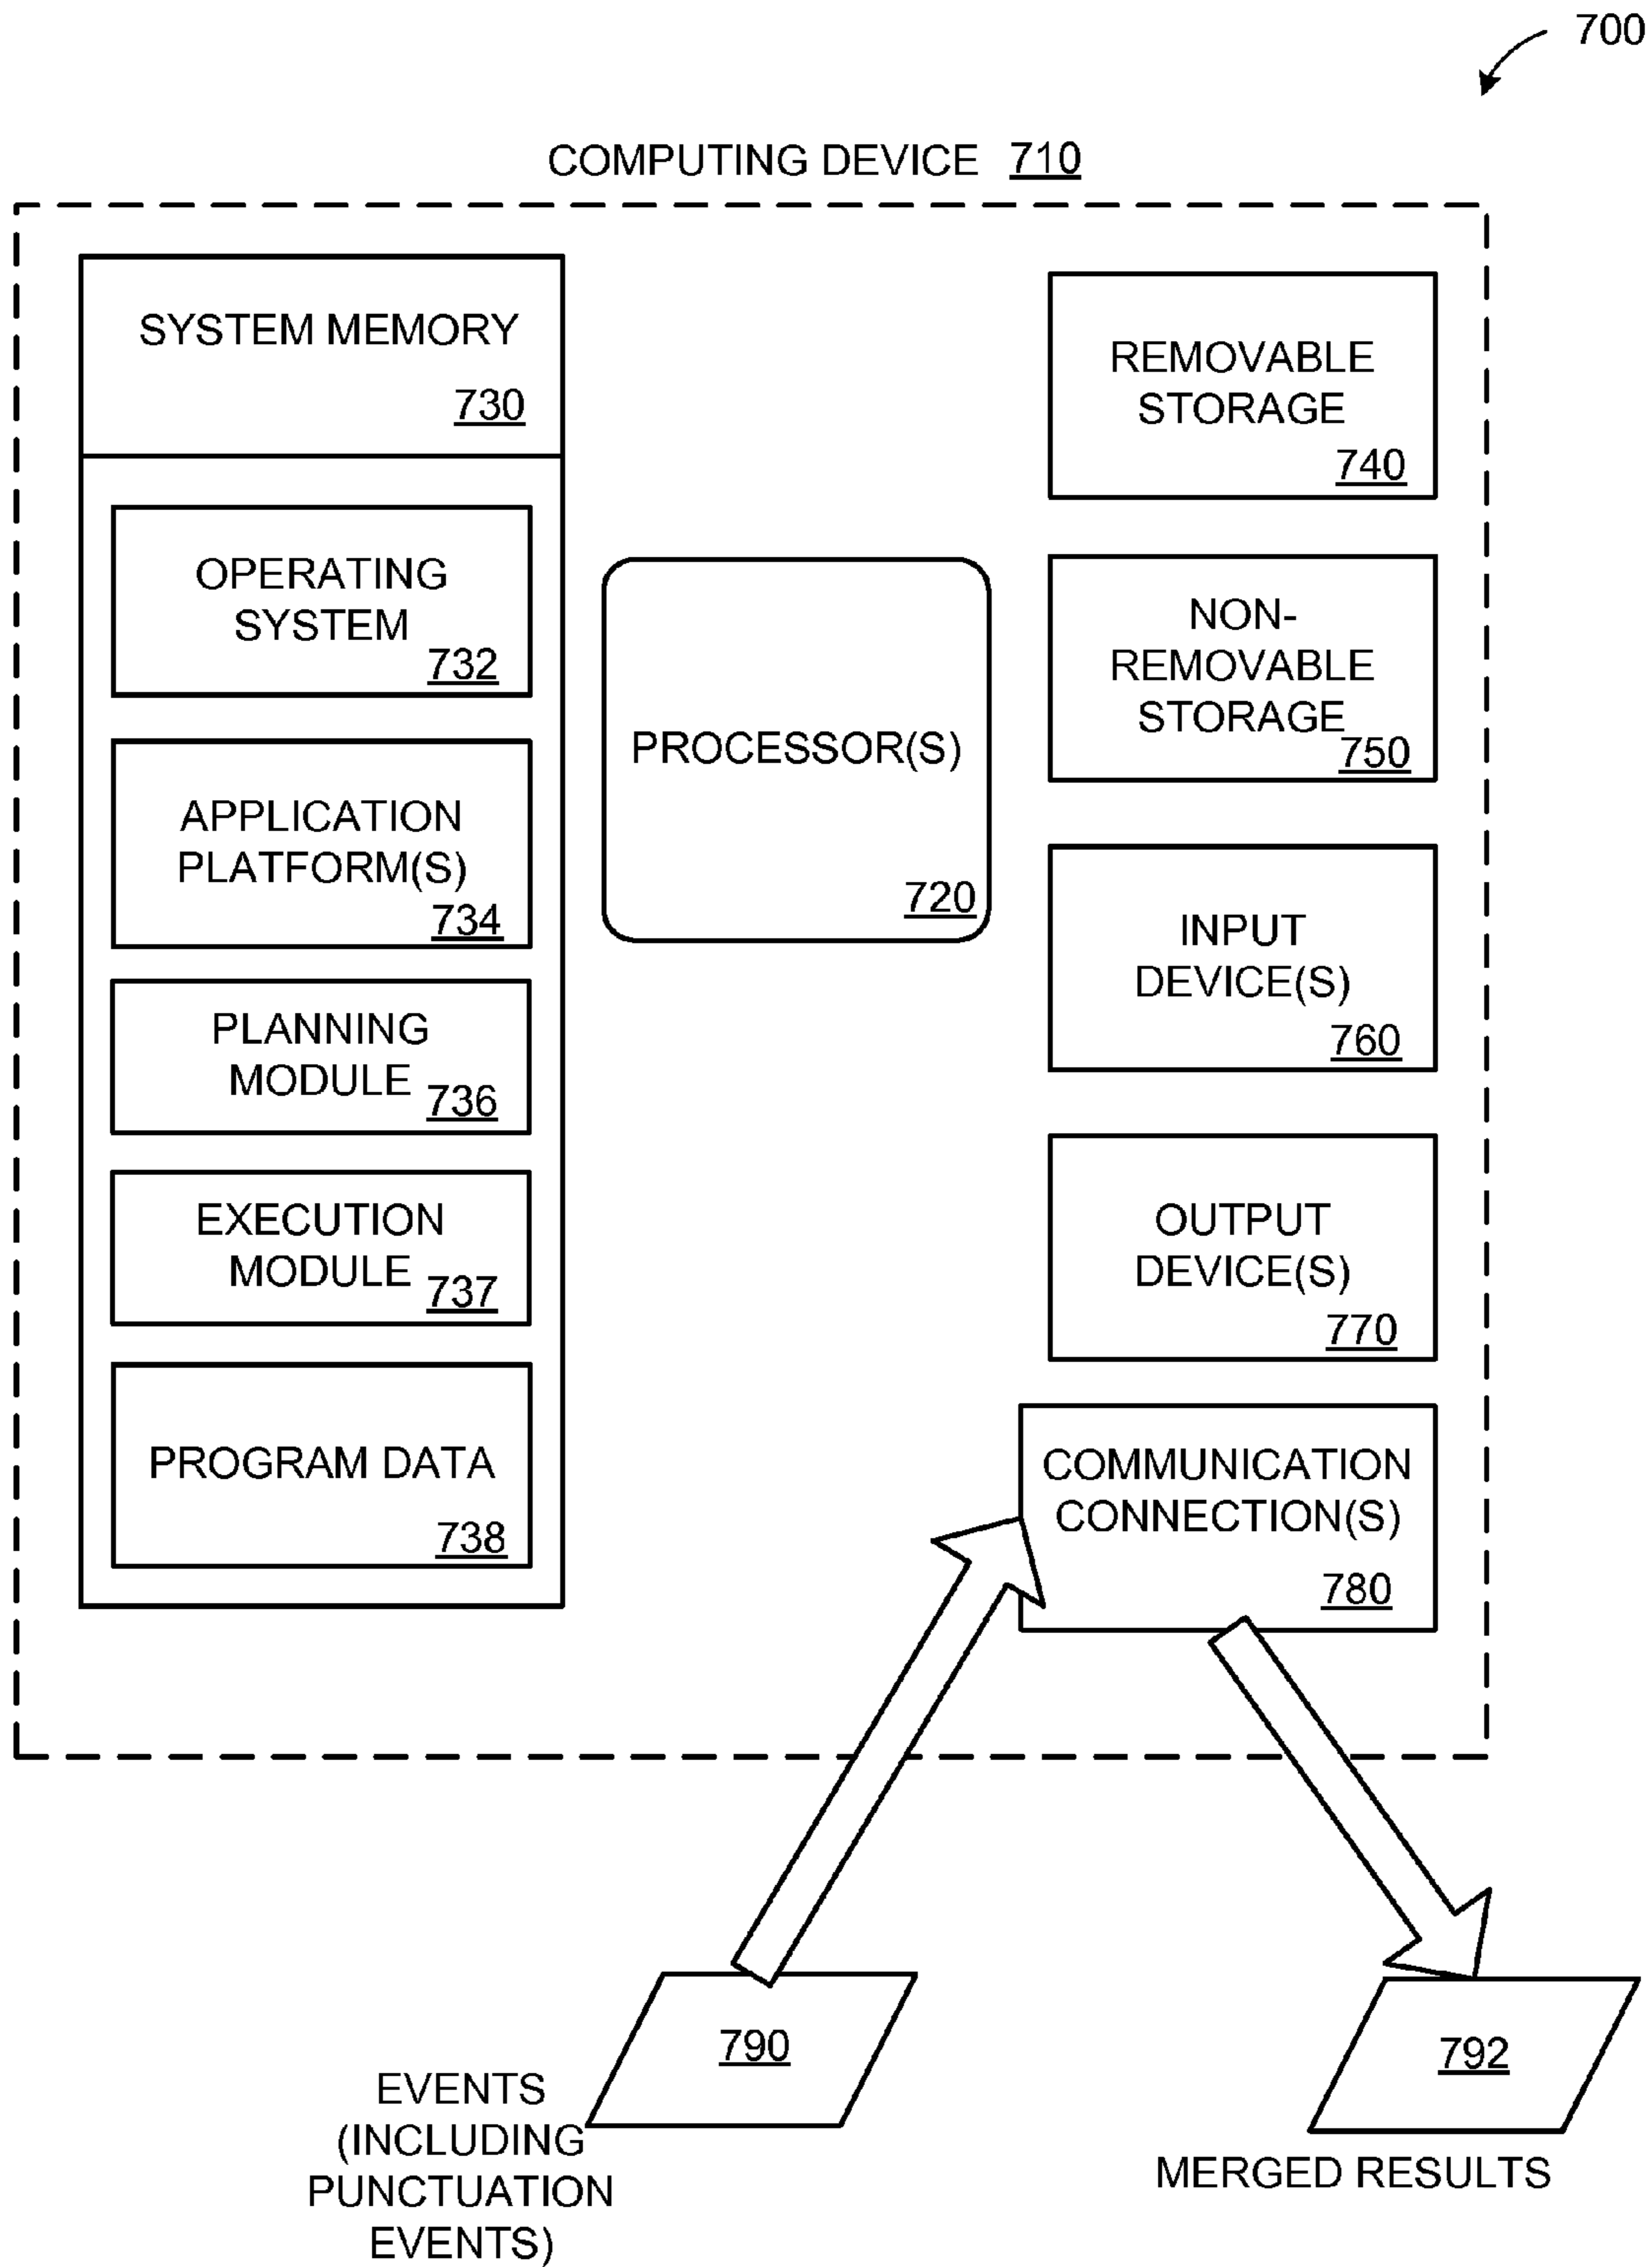 700
COMPUTING DEVICE 710
SYSTEM MEMORY
730
OPERATING
SYSTEM
732
APPLICATION
PLATFORM(S)
734
PLANNING
MODULE 736
EXECUTION
MODULE 737
PROGRAM DATA
738
PROCESSOR(S)
720
REMOVABLE
STORAGE
740
NON-
REMOVABLE
STORAGE
750
INPUT
DEVICE(S)
760
OUTPUT
DEVICE(S)
770
COMMUNICATION
CONNECTION(S)
780
790
EVENTS
(INCLUDING
PUNCTUATION
EVENTS)
792
MERGED RESULTS